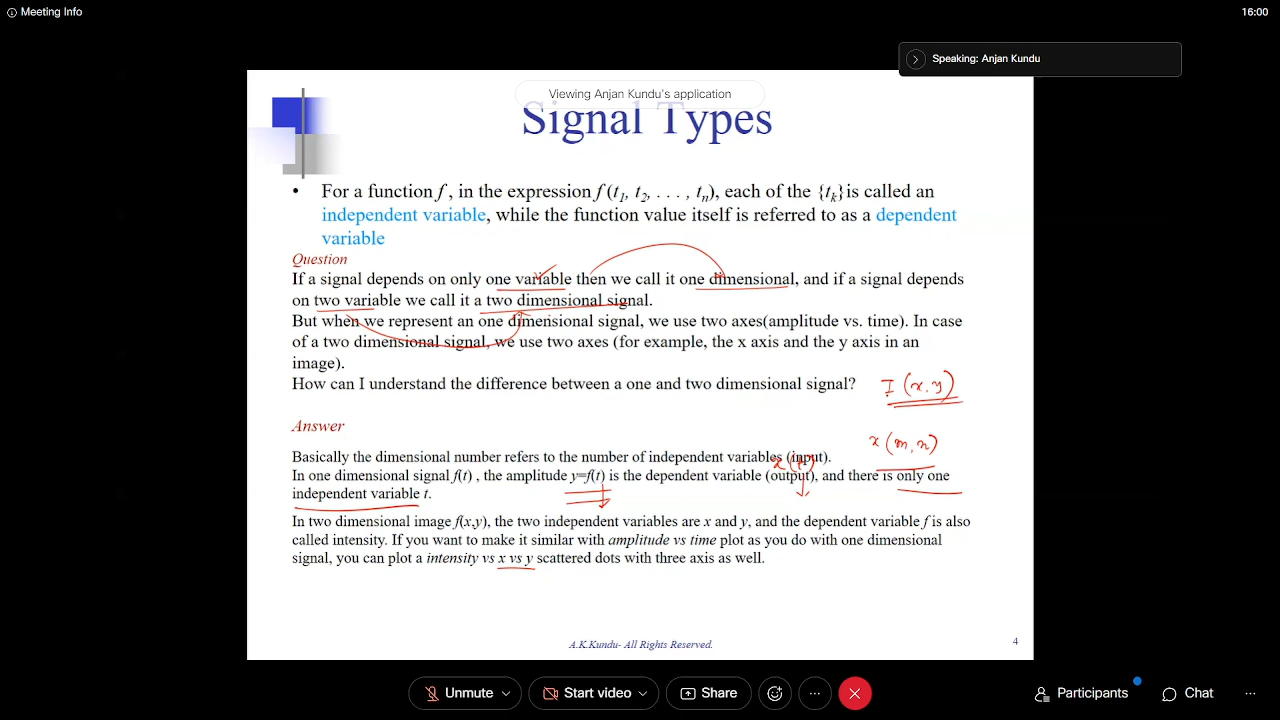 Meeting Info
16:00
Speaking: Anjan Kundu
Viewing Anjan Kundu's application
Signal Types
• For a function f , in the expression f (t1, t2, . . . , tn), each of the {tk} is called an
independent variable, while the function value itself is referred to as a dependent
variable
Question
If a signal depends on only one variable then we call it one dimensional, and if a signal depends
on two variable we call it a two dimensional signal.
But when we represent an one dimensional signal, we use two axes(amplitude vs. time). In case
of a two dimensional signal, we use two axes (for example, the x axis and the y axis in an
image).
How can I understand the difference between a one and two dimensional signal?
I (x,y)
Answer
x (m,n)
Basically the dimensional number refers to the number of independent variables (input).
x (t)
In one dimensional signal f(t) , the amplitude y=f(t) is the dependent variable (output), and there is only one
independent variable t.
In two dimensional image f(x,y), the two independent variables are x and y, and the dependent variable f is also
called intensity. If you want to make it similar with amplitude vs time plot as you do with one dimensional
signal, you can plot a intensity vs x vs y scattered dots with three axis as well.
A.K.Kundu- All Rights Reserved.
4
Unmute
Start video
Share
Participants
Chat